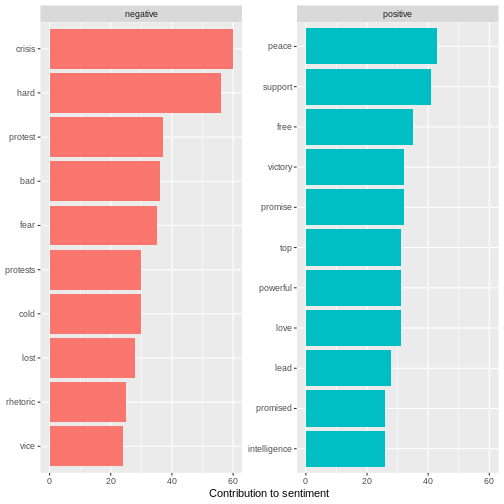 negative
crisis
hard
protest
bad
fear
protests
cold
lost
rhetoric
vice
0 20 40 60
positive
peace
support
free
victory
promise
top
powerful
love
lead
promised
intelligence
0 20 40 60
Contribution to sentiment